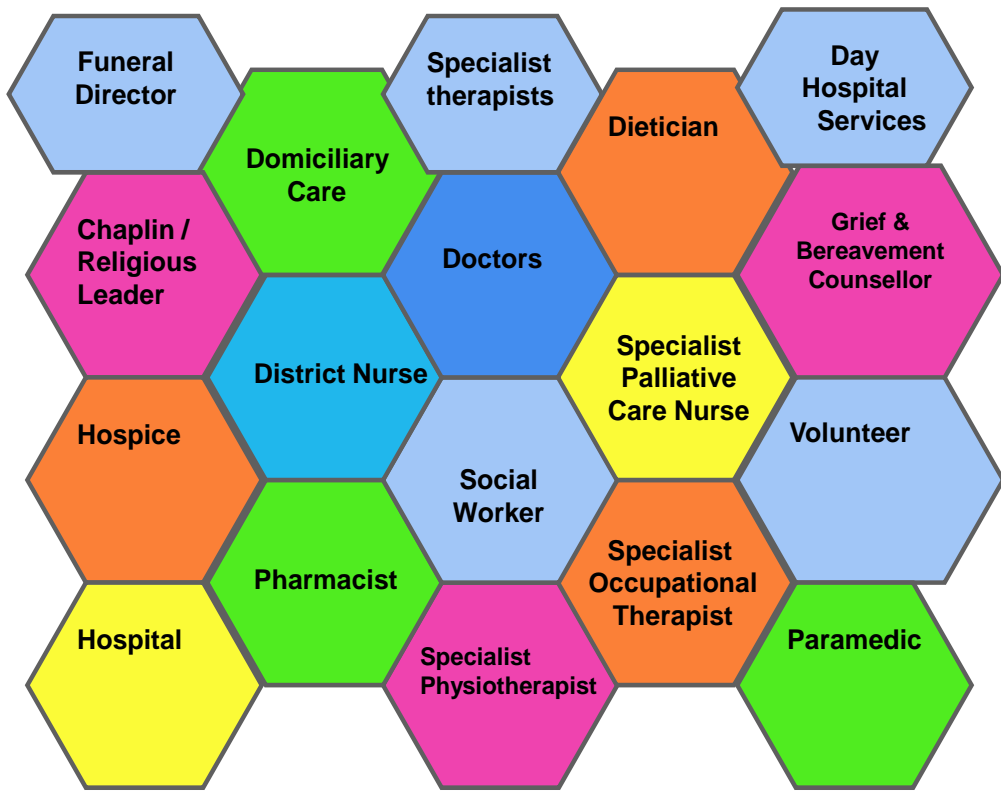 Funeral
Director
Specialist
therapists
Day
Hospital
Services
Domiciliary
Care
Dietician
Chaplin /
Religious
Leader
Doctors
Grief &
Bereavement
Counsellor
District Nurse
Specialist
Palliative
Care Nurse
Hospice
Volunteer
Social
Worker
Pharmacist
Specialist
Occupational
Therapist
Hospital
Specialist
Physiotherapist
Paramedic